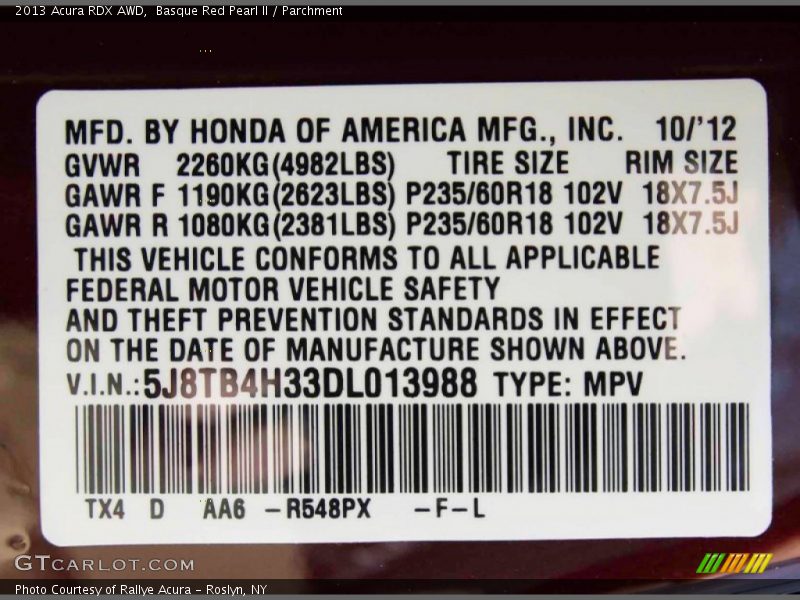 2013 Acura RDX AWD,  Basque Red Pearl II / Parchment
MFD. BY HONDA OF AMERICA MFG., INC. 10/'12
GVWR 2260KG(4982LBS) TIRE SIZE RIM SIZE
GAWR F 1190KG(2623LBS) P235/60R18 102V 18X7.5J
GAWR R 1080KG(2381LBS) P235/60R18 102V 18X7.5J
THIS VEHICLE CONFORMS TO ALL APPLICABLE
FEDERAL MOTOR VEHICLE SAFETY
AND THEFT PREVENTION STANDARDS IN EFFECT
ON THE DATE OF MANUFACTURE SHOWN ABOVE.
V.I.N.:5J8TB4H33DL013988 TYPE: MPV
TX4 D AA6 -R548PX -F-L
GTCARLOT.COM
Photo Courtesy of Rallye Acura - Roslyn, NY